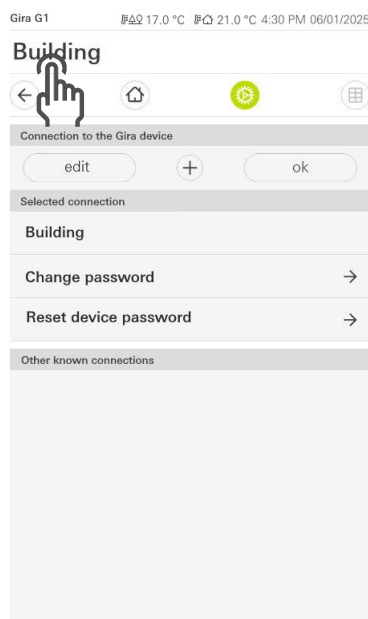 Gira G1 17.0 °C 21.0 °C 4:30 PM 06/01/2025
Building
Connection to the Gira device
edit + ok
Selected connection
Building
Change password
Reset device password
Other known connections